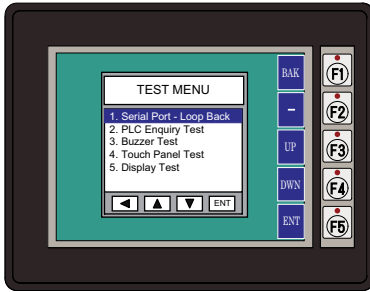 TEST MENU
1. Serial Port - Loop Back
2. PLC Enquiry Test
3. Buzzer Test
4. Touch Panel Test
5. Display Test
ENT
BAK
–
UP
DWN
ENT
F1
F2
F3
F4
F5